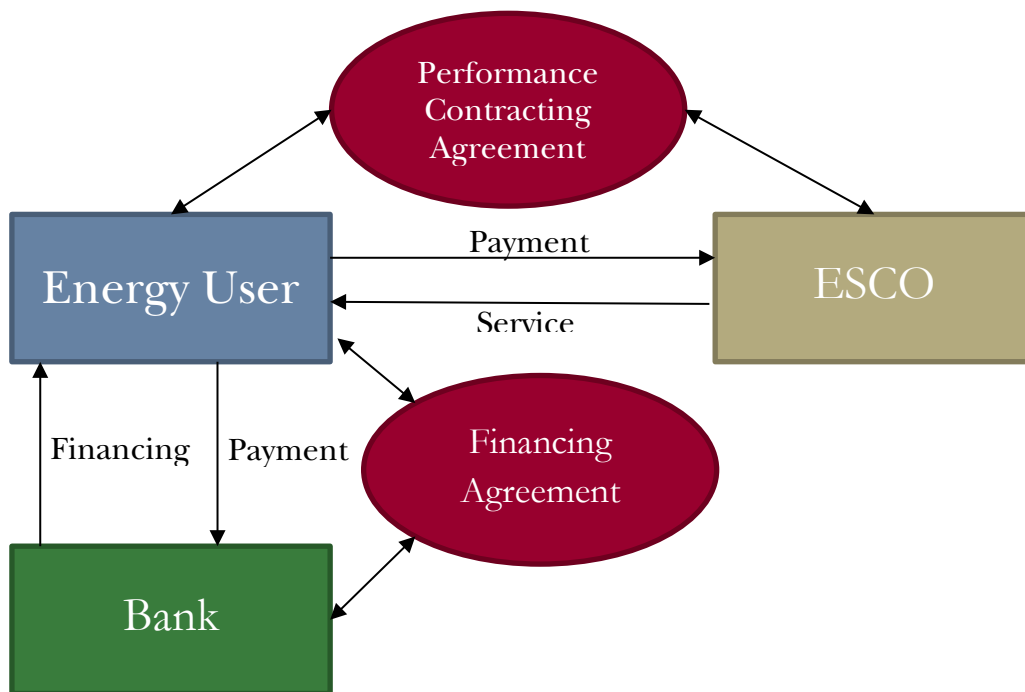 Performance
Contracting
Agreement
Payment
Energy User
ESCO
Service
Financing
Payment
Financing
Agreement
Bank